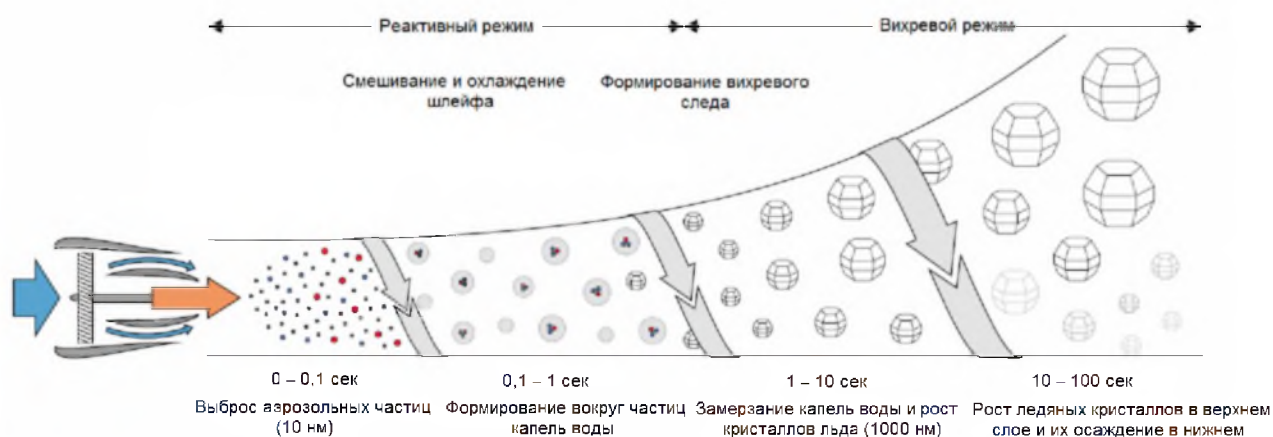 Реактивный режим
Вихревой режим
Смешивание и охлаждение
шлейфа
Формирование вихревого
следа
0 – 0,1 сек
0,1 – 1 сек
1 – 10 сек
10 – 100 сек
Выброс аэрозольных частиц
(10 нм)
Формирование вокруг частиц
капель воды
Замерзание капель воды и рост
кристаллов льда (1000 нм)
Рост ледяных кристаллов в верхнем
слое и их осаждение в нижнем